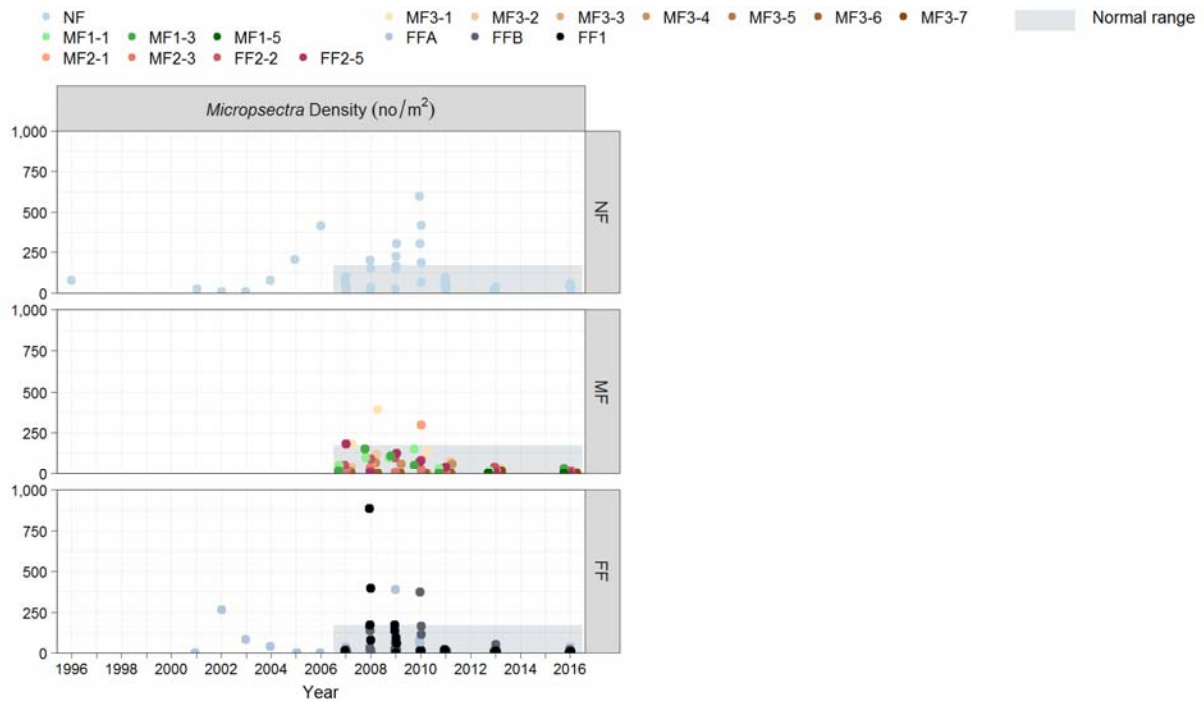 NF MF3-1 MF3-2 MF3-3 MF3-4 MF3-5 MF3-6 MF3-7 Normal range
MF1-1 MF1-3 MF1-5 FFA FFB FF1
MF2-1 MF2-3 FF2-2 FF2-5
Micropsectra Density (no/m²)
1,000
750
500
250
0
NF
1,000
750
500
250
0
MF
1,000
750
500
250
0
FF
1996 1998 2000 2002 2004 2006 2008 2010 2012 2014 2016
Year